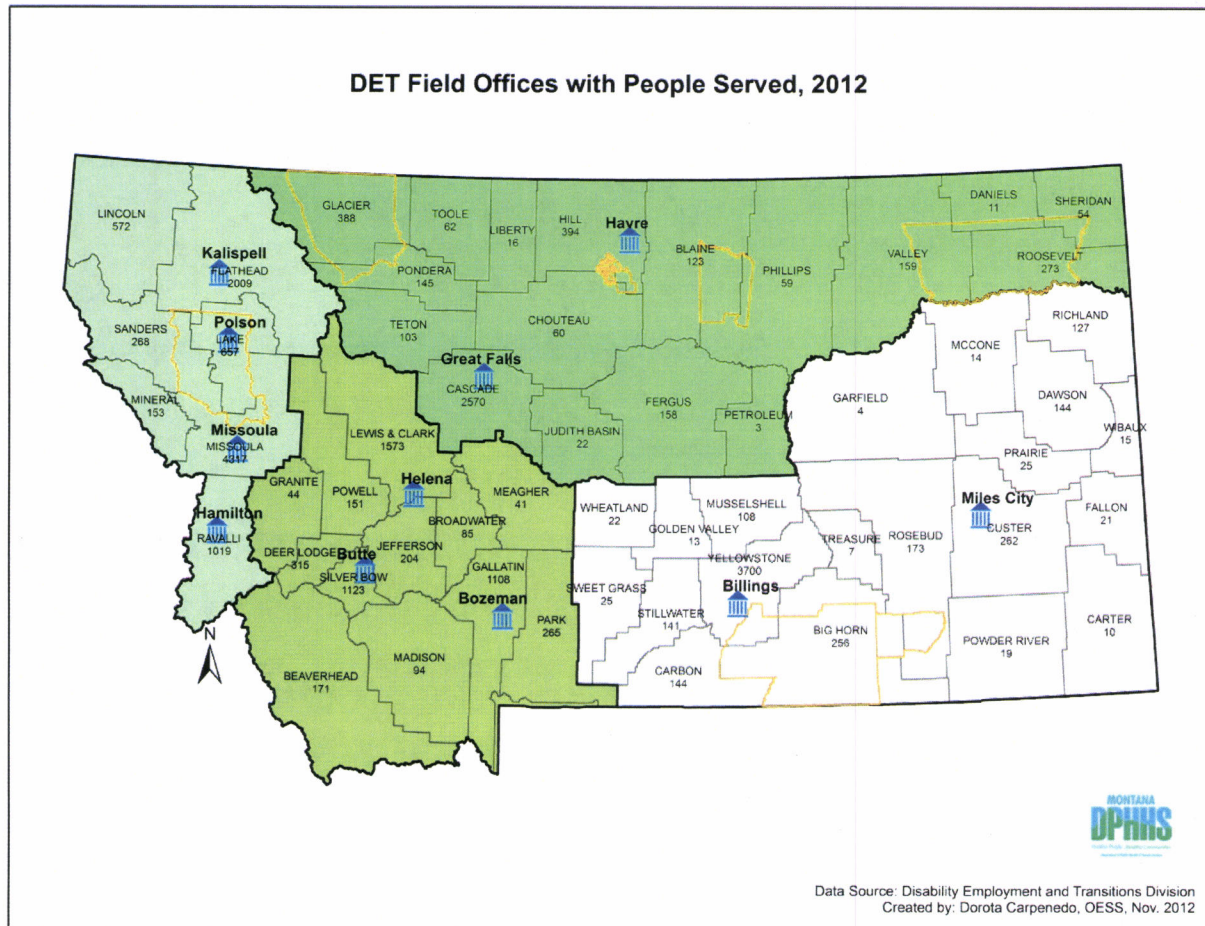 DET Field Offices with People Served, 2012
LINCOLN
572
Kalispell
FLATHEAD
2009
GLACIER
388
TOOLE
62
LIBERTY
16
HILL
394
Havre
BLAINE
123
PHILLIPS
59
DANIELS
11
SHERIDAN
54
VALLEY
159
ROOSEVELT
273
PONDERA
145
SANDERS
268
Polson
LAKE
657
TETON
103
CHOUTEAU
60
Great Falls
CASCADE
2570
RICHLAND
127
MCCONE
14
MINERAL
153
Missoula
MISSOULA
4317
LEWIS & CLARK
1573
JUDITH BASIN
22
FERGUS
158
PETROLEUM
3
GARFIELD
4
DAWSON
144
WIBAUX
15
PRAIRIE
25
GRANITE
44
POWELL
151
Helena
MEAGHER
41
BROADWATER
85
WHEATLAND
22
GOLDEN VALLEY
13
MUSSELSHELL
108
Miles City
CUSTER
262
FALLON
21
Hamilton
RAVALLI
1019
DEER LODGE
315
Butte
SILVER BOW
1123
JEFFERSON
204
GALLATIN
1108
Bozeman
PARK
265
SWEET GRASS
25
STILLWATER
141
YELLOWSTONE
3700
Billings
TREASURE
7
ROSEBUD
173
BIG HORN
256
POWDER RIVER
19
CARTER
10
CARBON
144
N
BEAVERHEAD
171
MADISON
94
MONTANA
DPHHS
Data Source: Disability Employment and Transitions Division
Created by: Dorota Carpenedo, OESS, Nov. 2012